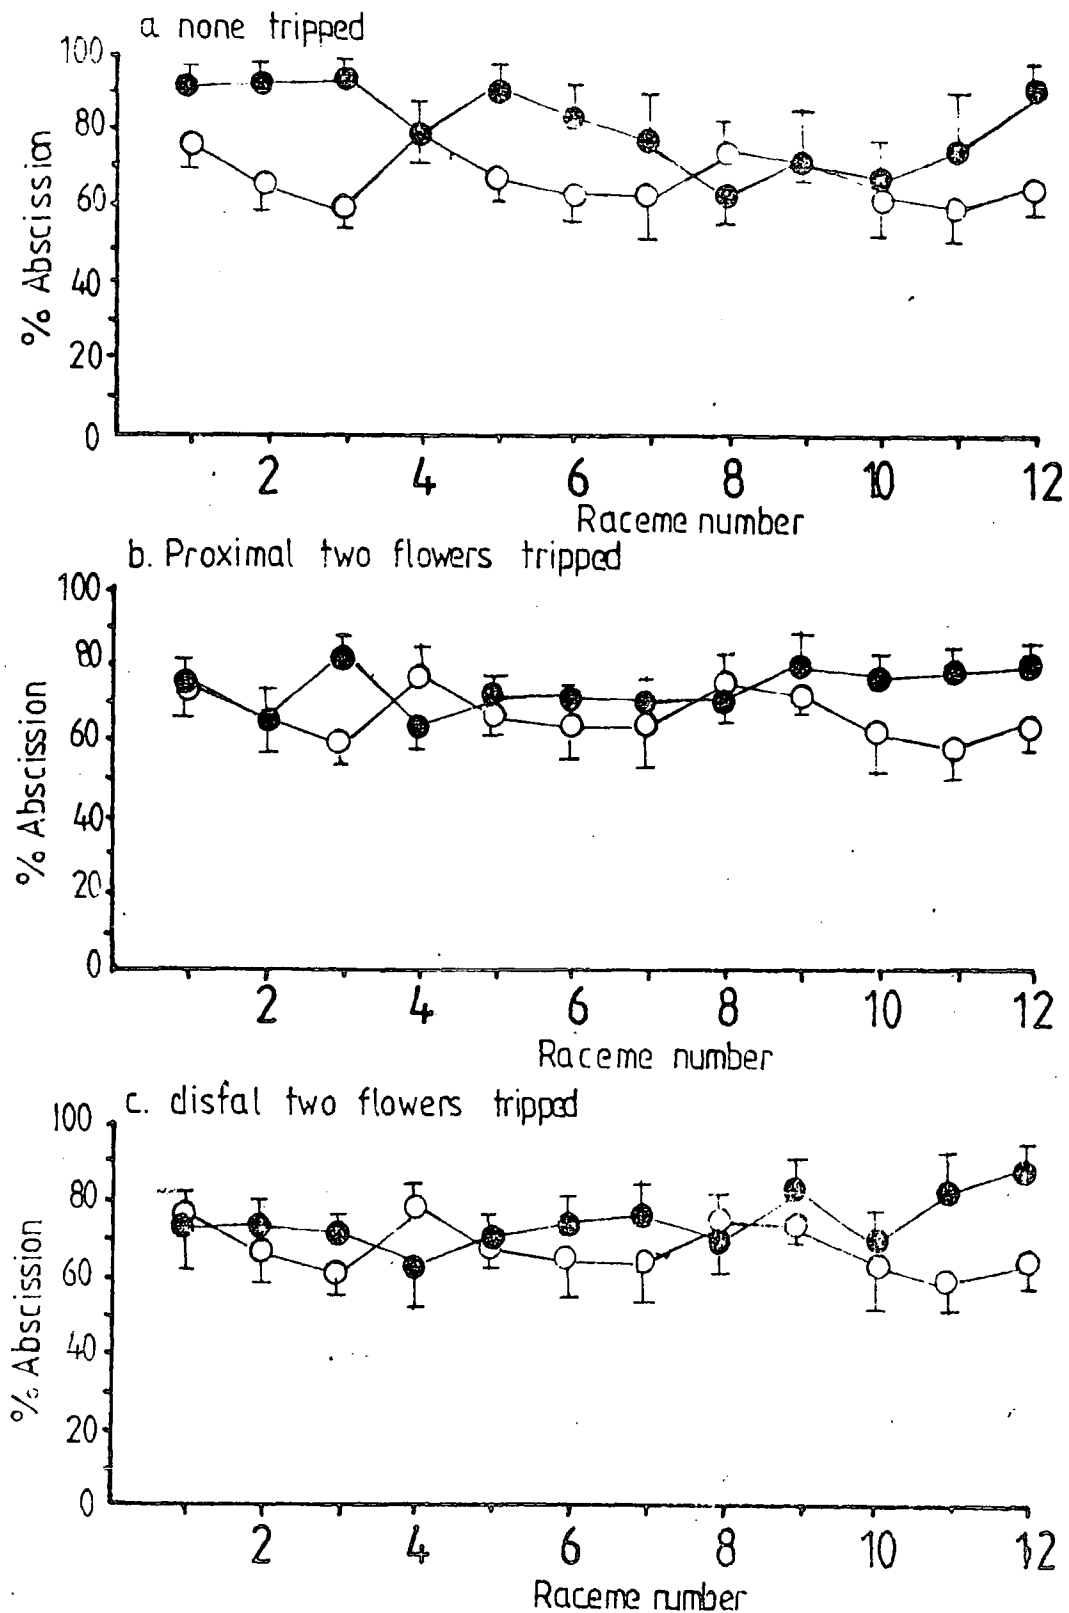 a none tripped
100
80
60
40
20
0
% Abscission
2 4 6 8 10 12
Raceme number
b. Proximal two flowers tripped
100
80
60
40
20
0
% Abscission
2 4 6 8 10 12
Raceme number
c. distal two flowers tripped
100
80
60
40
20
0
% Abscission
2 4 6 8 10 12
Raceme number